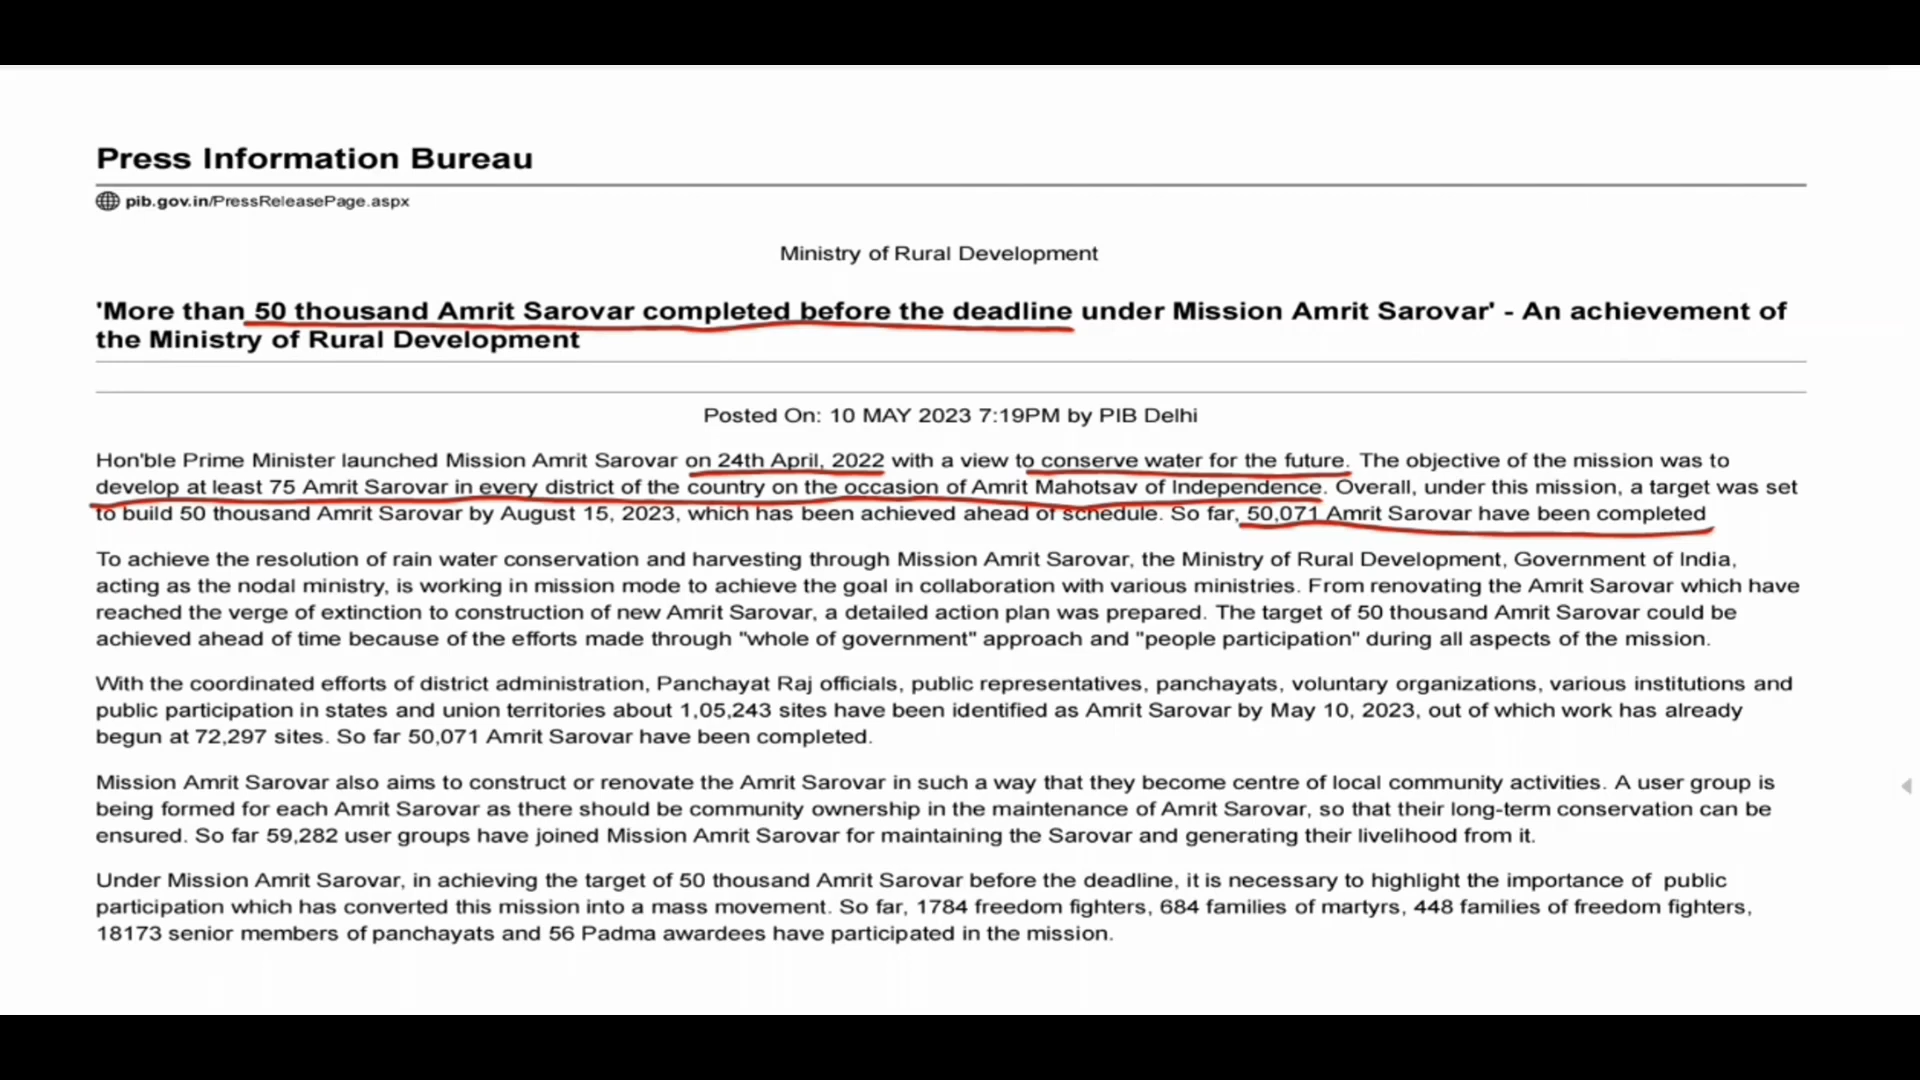 Press Information Bureau
pib.gov.in/PressReleasePage.aspx
Ministry of Rural Development
'More than 50 thousand Amrit Sarovar completed before the deadline under Mission Amrit Sarovar' - An achievement of
the Ministry of Rural Development
Posted On: 10 MAY 2023 7:19PM by PIB Delhi
Hon'ble Prime Minister launched Mission Amrit Sarovar on 24th April, 2022 with a view to conserve water for the future. The objective of the mission was to
develop at least 75 Amrit Sarovar in every district of the country on the occasion of Amrit Mahotsav of Independence. Overall, under this mission, a target was set
to build 50 thousand Amrit Sarovar by August 15, 2023, which has been achieved ahead of schedule. So far, 50,071 Amrit Sarovar have been completed
To achieve the resolution of rain water conservation and harvesting through Mission Amrit Sarovar, the Ministry of Rural Development, Government of India,
acting as the nodal ministry, is working in mission mode to achieve the goal in collaboration with various ministries. From renovating the Amrit Sarovar which have
reached the verge of extinction to construction of new Amrit Sarovar, a detailed action plan was prepared. The target of 50 thousand Amrit Sarovar could be
achieved ahead of time because of the efforts made through "whole of government" approach and "people participation" during all aspects of the mission.
With the coordinated efforts of district administration, Panchayat Raj officials, public representatives, panchayats, voluntary organizations, various institutions and
public participation in states and union territories about 1,05,243 sites have been identified as Amrit Sarovar by May 10, 2023, out of which work has already
begun at 72,297 sites. So far 50,071 Amrit Sarovar have been completed.
Mission Amrit Sarovar also aims to construct or renovate the Amrit Sarovar in such a way that they become centre of local community activities. A user group is
being formed for each Amrit Sarovar as there should be community ownership in the maintenance of Amrit Sarovar, so that their long-term conservation can be
ensured. So far 59,282 user groups have joined Mission Amrit Sarovar for maintaining the Sarovar and generating their livelihood from it.
Under Mission Amrit Sarovar, in achieving the target of 50 thousand Amrit Sarovar before the deadline, it is necessary to highlight the importance of public
participation which has converted this mission into a mass movement. So far, 1784 freedom fighters, 684 families of martyrs, 448 families of freedom fighters,
18173 senior members of panchayats and 56 Padma awardees have participated in the mission.